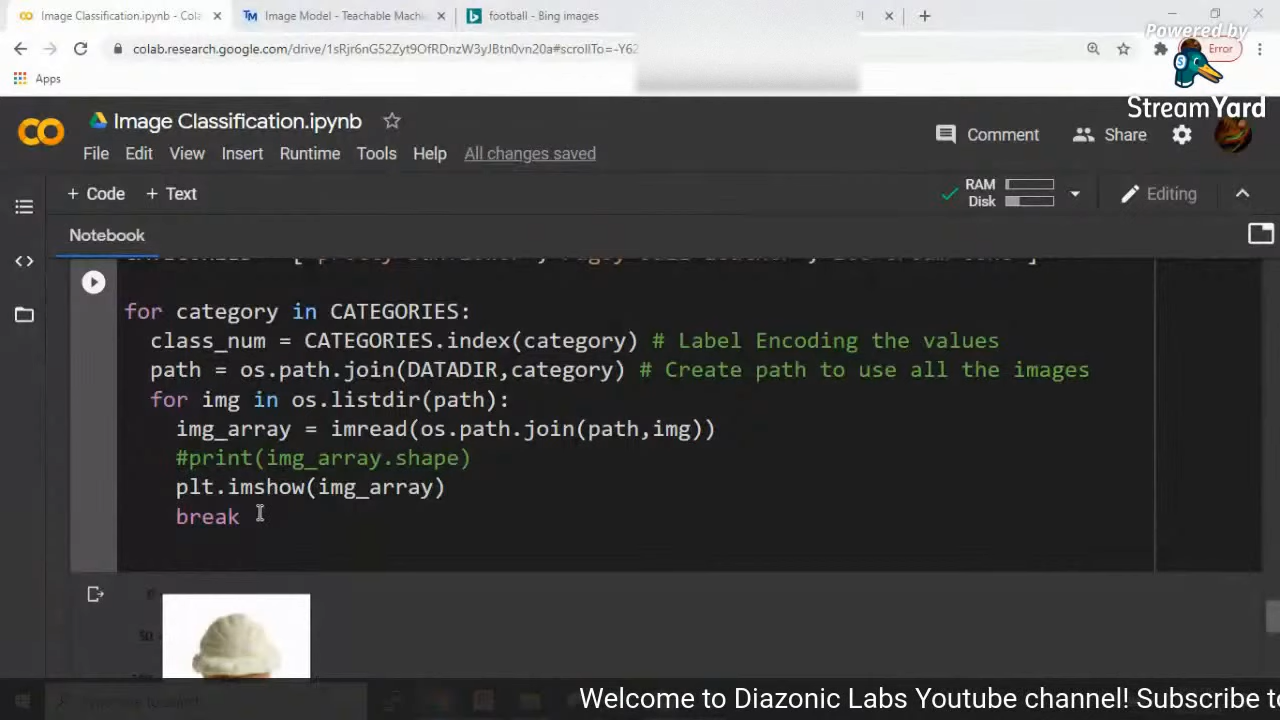 Image Classification.ipynb - Cola
Image Model - Teachable Machi
football - Bing images
Powered by
colab.research.google.com/drive/1sRjr6nG52Zyt9OfRDnzW3yJBtn0vn20a#scrollTo=-Y6Z
Error
Apps
StreamYard
Image Classification.ipynb
File Edit View Insert Runtime Tools Help All changes saved
Comment Share
+ Code + Text
RAM
Disk
Editing
Notebook
for category in CATEGORIES:
class_num = CATEGORIES.index(category) # Label Encoding the values
path = os.path.join(DATADIR,category) # Create path to use all the images
for img in os.listdir(path):
img_array = imread(os.path.join(path,img))
#print(img_array.shape)
plt.imshow(img_array)
break
0
50
Welcome to Diazonic Labs Youtube channel! Subscribe to